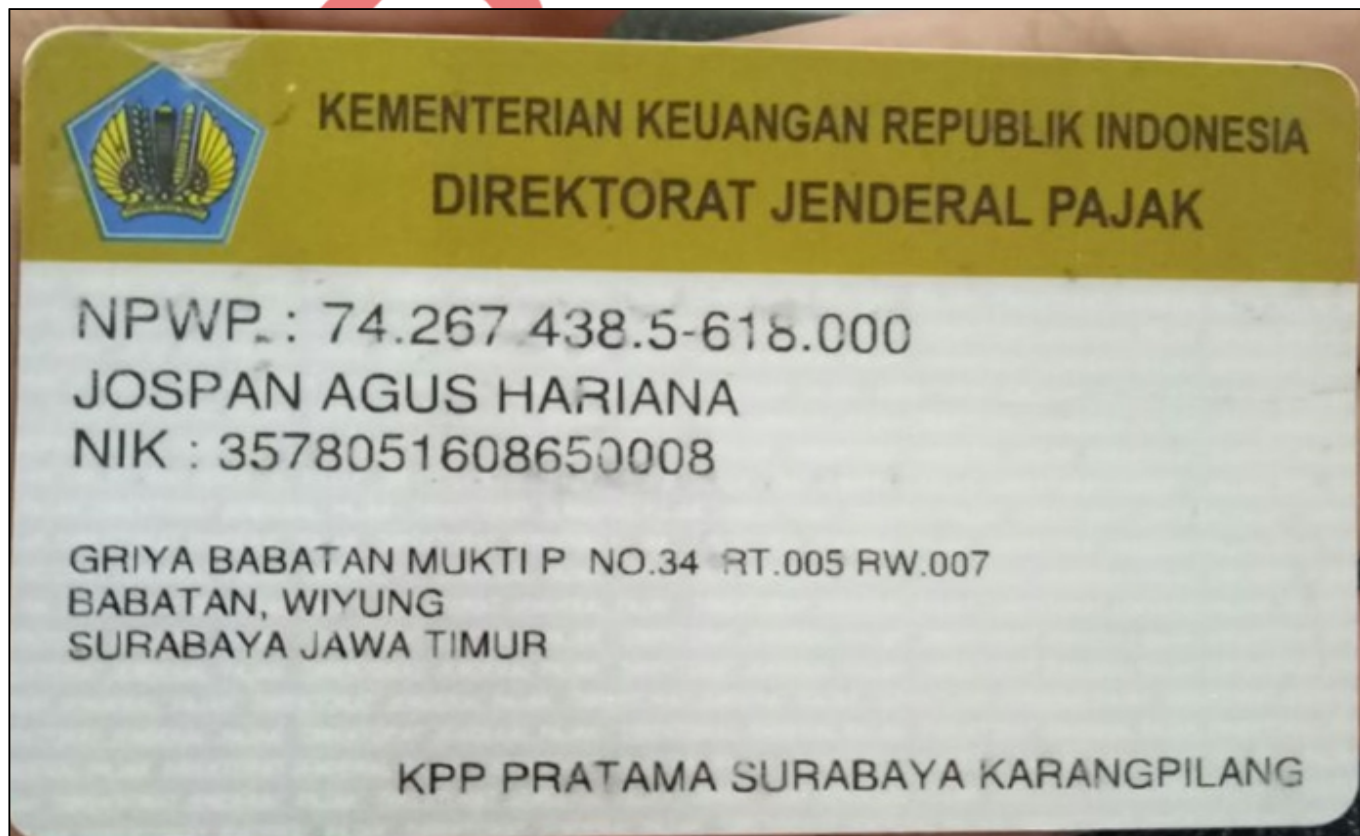 KEMENTERIAN KEUANGAN REPUBLIK INDONESIA
DIREKTORAT JENDERAL PAJAK
NPWP. : 74.267.438.5-618.000
JOSPAN AGUS HARIANA
NIK : 3578051608650008
GRIYA BABATAN MUKTI P NO.34 RT.005 RW.007
BABATAN, WIYUNG
SURABAYA JAWA TIMUR
KPP PRATAMA SURABAYA KARANGPILANG